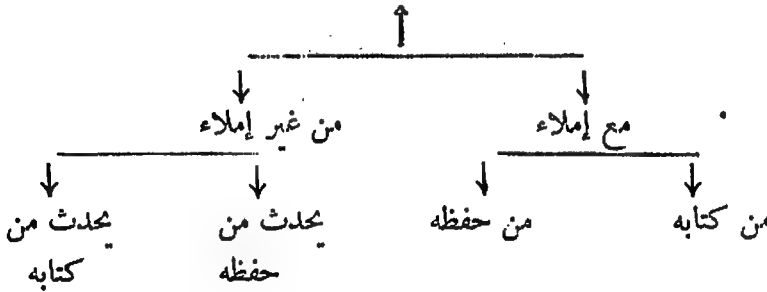 مع إملاء
من غير إملاء
من كتابه
من حفظه
يحدث من
حفظه
يحدث من
كتابه